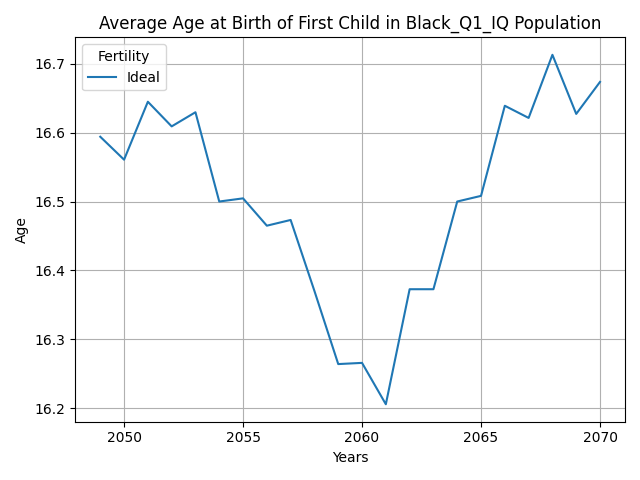 Average Age at Birth of First Child in Black_Q1_IQ Population
Fertility
Ideal
16.7
16.6
16.5
16.4
16.3
16.2
Age
2050 2055 2060 2065 2070
Years